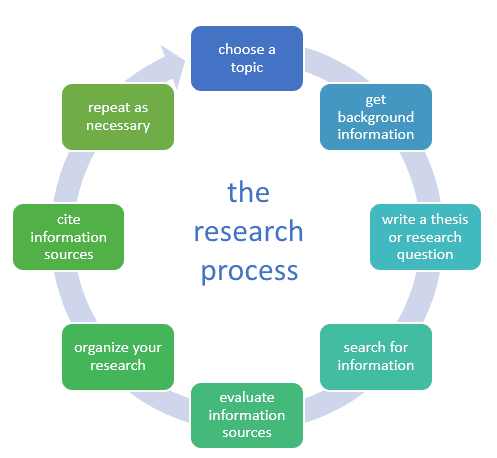 choose a
topic
get
background
information
write a thesis
or research
question
search for
information
evaluate
information
sources
organize your
research
cite
information
sources
repeat as
necessary
the
research
process